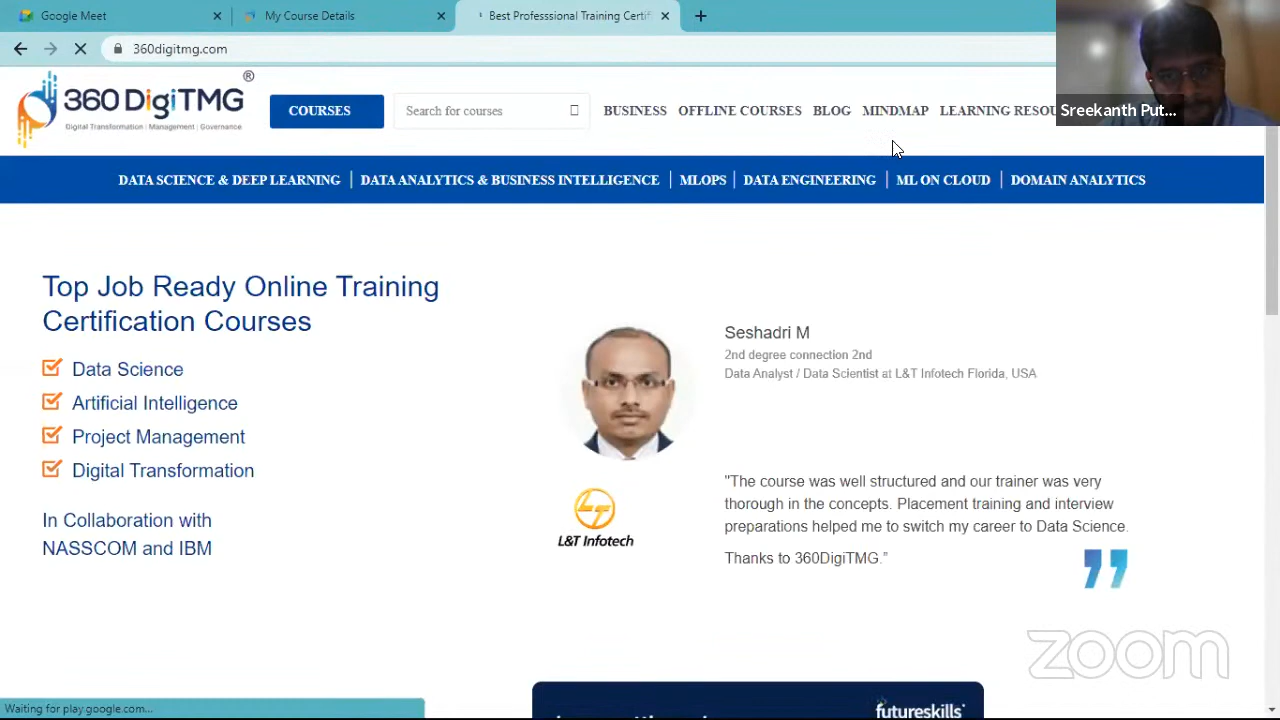 Google Meet
My Course Details
Best Professsional Training Certif
360digitmg.com
360 DigiTMG®
Digital Transformation | Management | Governance
COURSES
Search for courses
BUSINESS
OFFLINE COURSES
BLOG
MINDMAP
LEARNING RESOU
Sreekanth Put...
DATA SCIENCE & DEEP LEARNING
DATA ANALYTICS & BUSINESS INTELLIGENCE
MLOPS
DATA ENGINEERING
ML ON CLOUD
DOMAIN ANALYTICS
Top Job Ready Online Training
Certification Courses
Data Science
Artificial Intelligence
Project Management
Digital Transformation
In Collaboration with
NASSCOM and IBM
Seshadri M
2nd degree connection 2nd
Data Analyst / Data Scientist at L&T Infotech Florida, USA
L&T Infotech
"The course was well structured and our trainer was very
thorough in the concepts. Placement training and interview
preparations helped me to switch my career to Data Science.
Thanks to 360DigiTMG."
zoom
futureskills
Waiting for play.google.com...